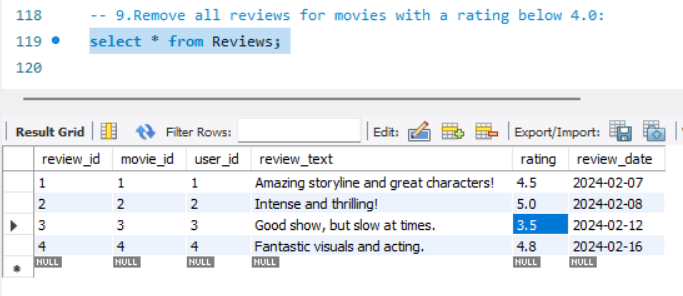 118 -- 9.Remove all reviews for movies with a rating below 4.0:
119 select * from Reviews;
120
Result Grid Filter Rows: Edit: Export/Import:
review_id movie_id user_id review_text rating review_date
1 1 1 Amazing storyline and great characters! 4.5 2024-02-07
2 2 2 Intense and thrilling! 5.0 2024-02-08
3 3 3 Good show, but slow at times. 3.5 2024-02-12
4 4 4 Fantastic visuals and acting. 4.8 2024-02-16
NULL NULL NULL NULL NULL NULL